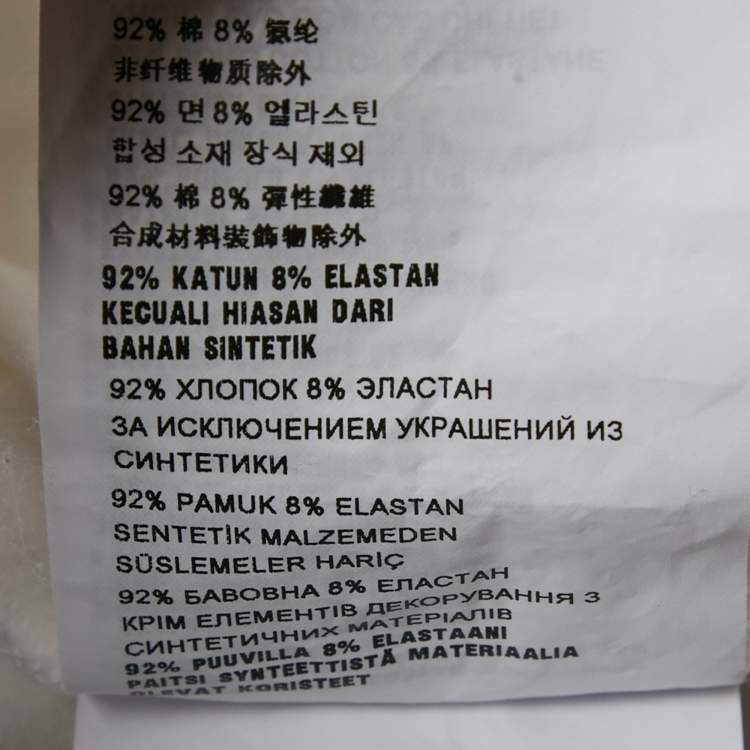 92% 棉 8% 氨纶
非纤维物质除外
92% 면 8% 엘라스틴
합성 소재 장식 제외
92% 棉 8% 彈性纖維
合成材料裝飾物除外
92% KATUN 8% ELASTAN
KECUALI HIASAN DARI
BAHAN SINTETIK
92% ХЛОПОК 8% ЭЛАСТАН
ЗА ИСКЛЮЧЕНИЕМ УКРАШЕНИЙ ИЗ
СИНТЕТИКИ
92% PAMUK 8% ELASTAN
SENTETİK MALZEMEDEN
SÜSLEMELER HARİÇ
92% БАВОВНА 8% ЕЛАСТАН
КРІМ ЕЛЕМЕНТІВ ДЕКОРУВАННЯ З
СИНТЕТИЧНИХ МАТЕРІАЛІВ
92% PUUVILLA 8% ELASTAANI
PAITSI SYNTEETTISTÄ MATERIAALIA
OLEVAT KORISTEET